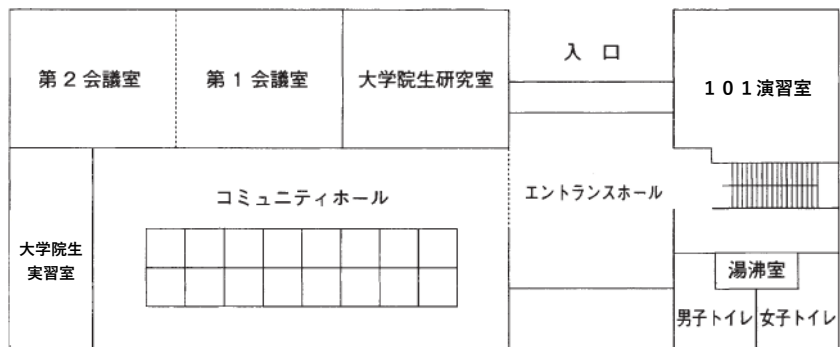 第２会議室
第１会議室
大学院生研究室
入　口
１０１演習室
コミュニティホール
エントランスホール
大学院生
実習室
湯沸室
男子トイレ
女子トイレ